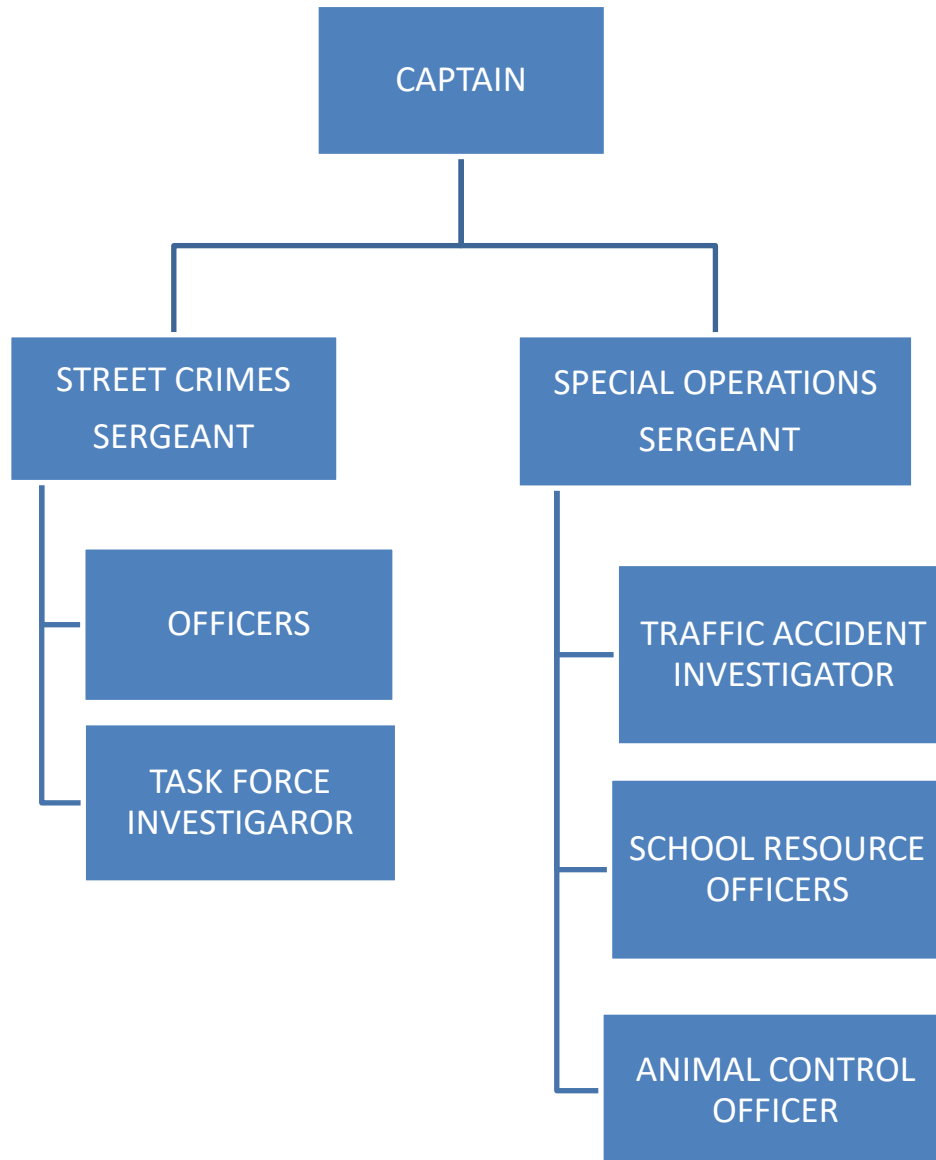 CAPTAIN
STREET CRIMES
SERGEANT
OFFICERS
TASK FORCE
INVESTIGAROR
SPECIAL OPERATIONS
SERGEANT
TRAFFIC ACCIDENT
INVESTIGATOR
SCHOOL RESOURCE
OFFICERS
ANIMAL CONTROL
OFFICER